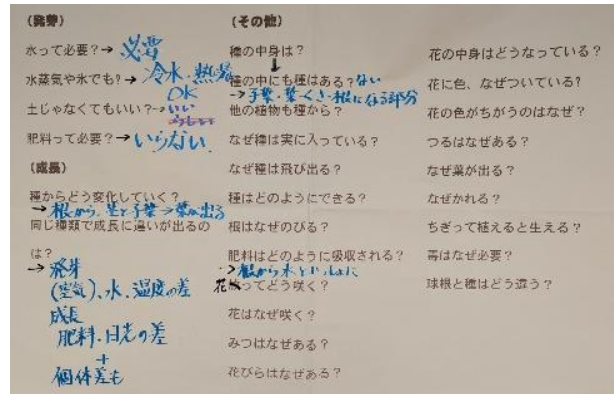 (発芽)
水って必要？→必要
水蒸気や氷でも？→冷水・熱湯
OK
土じゃなくてもいい？→いい
肥料って必要？→いらない
(成長)
種からどう変化していく？
→根から。茎と子葉→葉が出る
同じ種類で成長に違いが出るの
は？
→発芽
(空気)、水、温度の差
成長
肥料・日光の差
+
個体差も
(その他)
種の中身は？
↓
種の中にも種はある？ない
→子葉・葉・くき・根になる部分
他の植物も種から？
なぜ種は実に入っている？
なぜ種は飛び出る？
種はどのようにできる？
根はなぜのびる？
肥料はどのように吸収される？
→根から水といっしょに
花ってどう咲く？
花はなぜ咲く？
みつはなぜある？
花びらはなぜある？
花の中身はどうなっている？
花に色、なぜついている？
花の色がちがうのはなぜ？
つるはなぜある？
なぜ葉が出る？
なぜかれる？
ちぎって植えると生える？
毒はなぜ必要？
球根と種はどう違う？